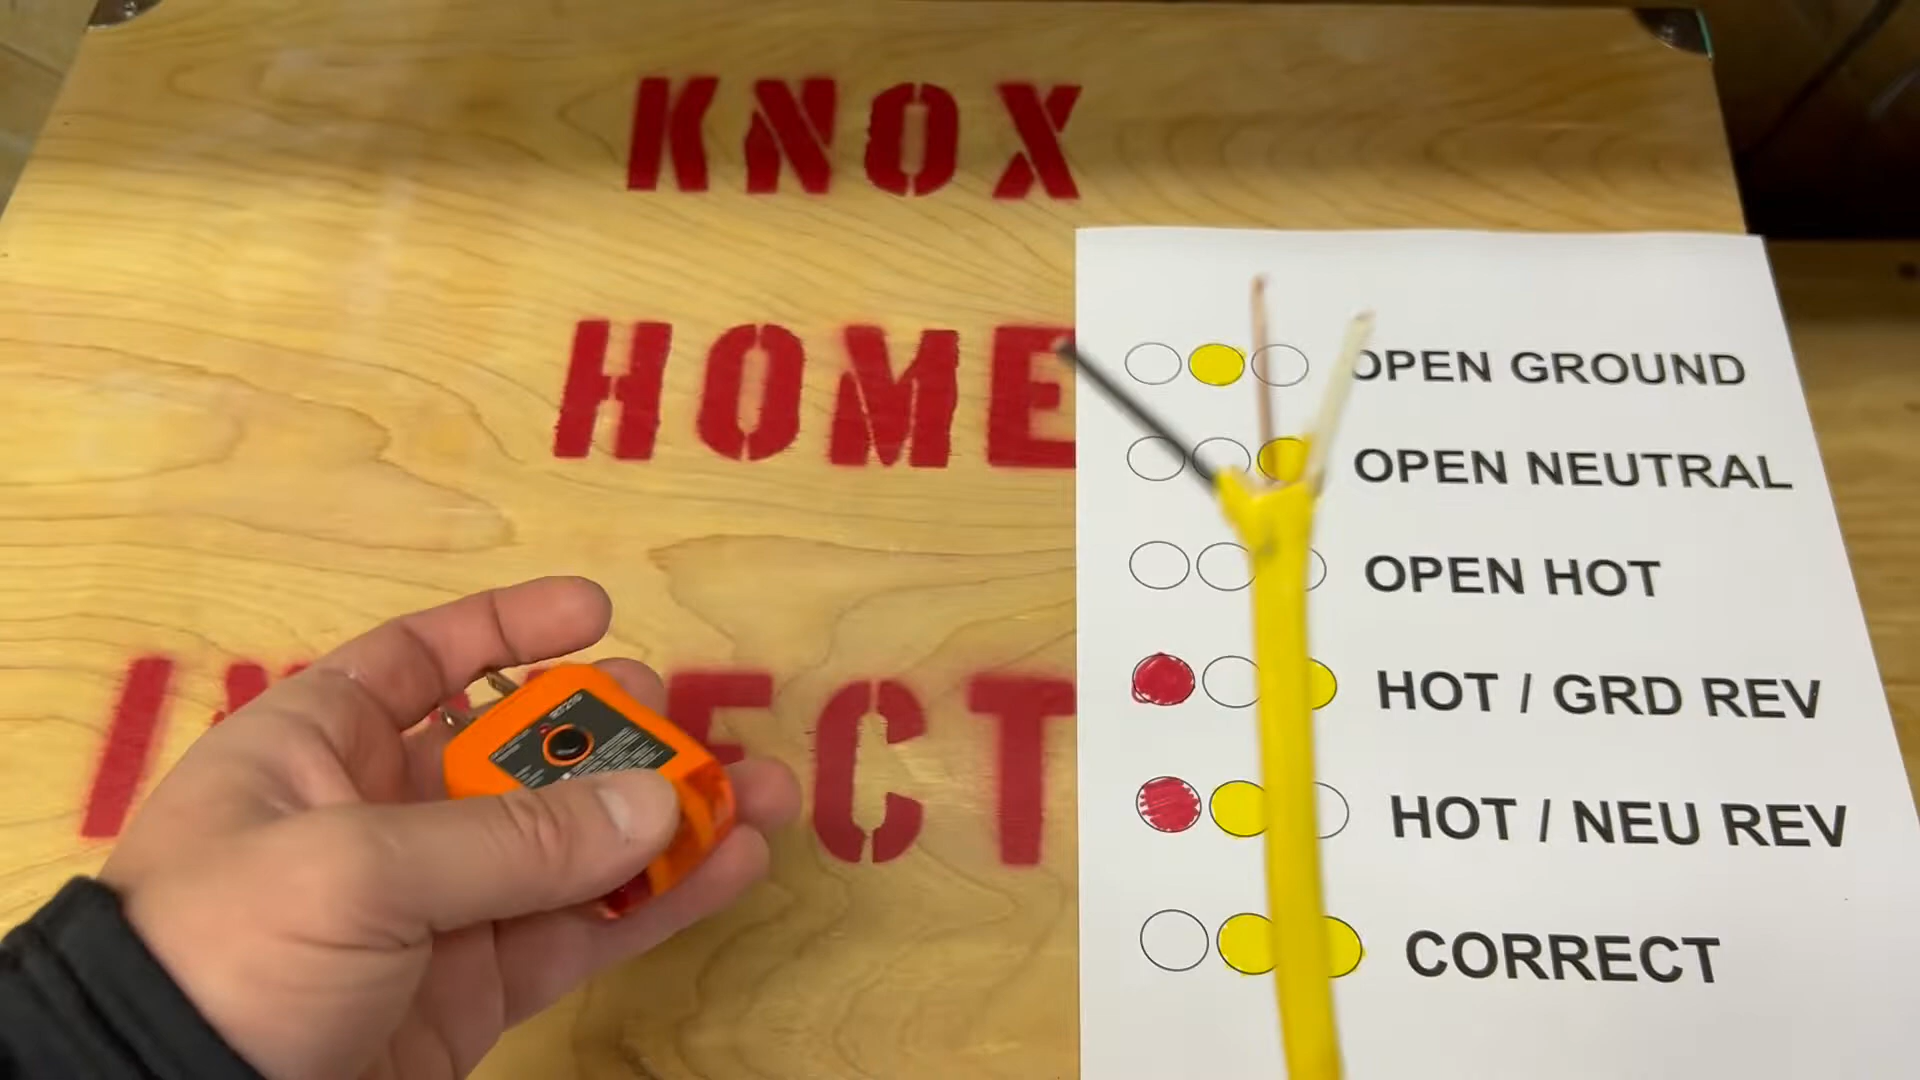 KNOX
HOME
OPEN GROUND
OPEN NEUTRAL
OPEN HOT
HOT / GRD REV
HOT / NEU REV
CORRECT